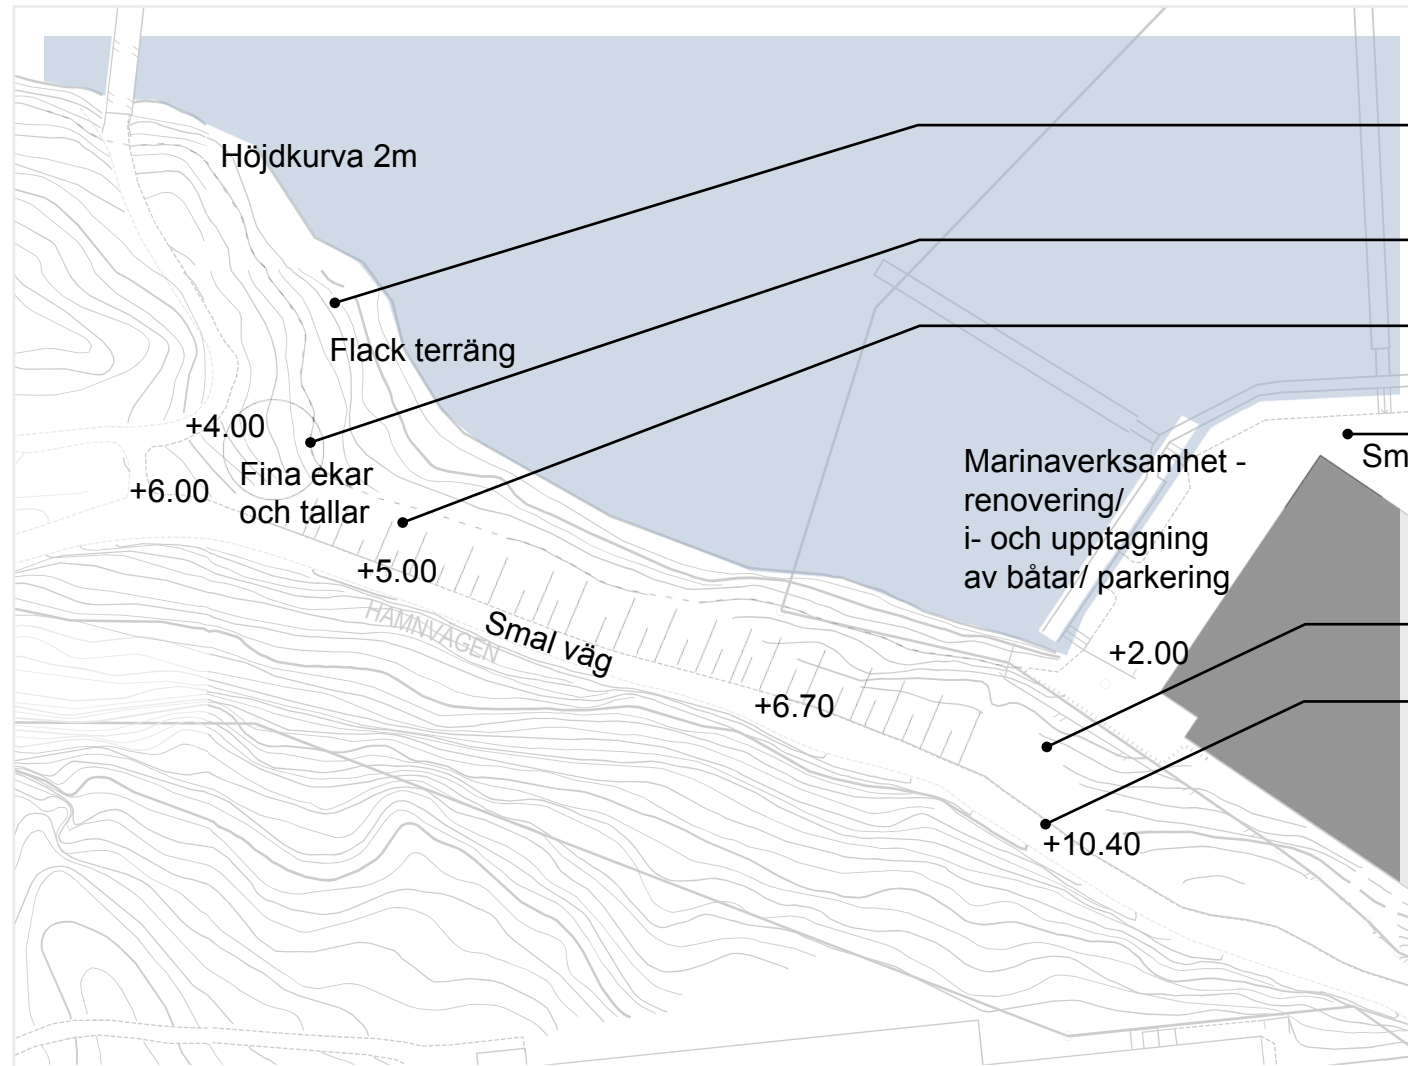 Höjdkurva 2m
Flack terräng
+4.00
Fina ekar
och tallar
+6.00
+5.00
HAMNVÄGEN
Smal väg
+6.70
Marinaverksamhet -
renovering/
i- och upptagning
av båtar/ parkering
Sm
+2.00
+10.40